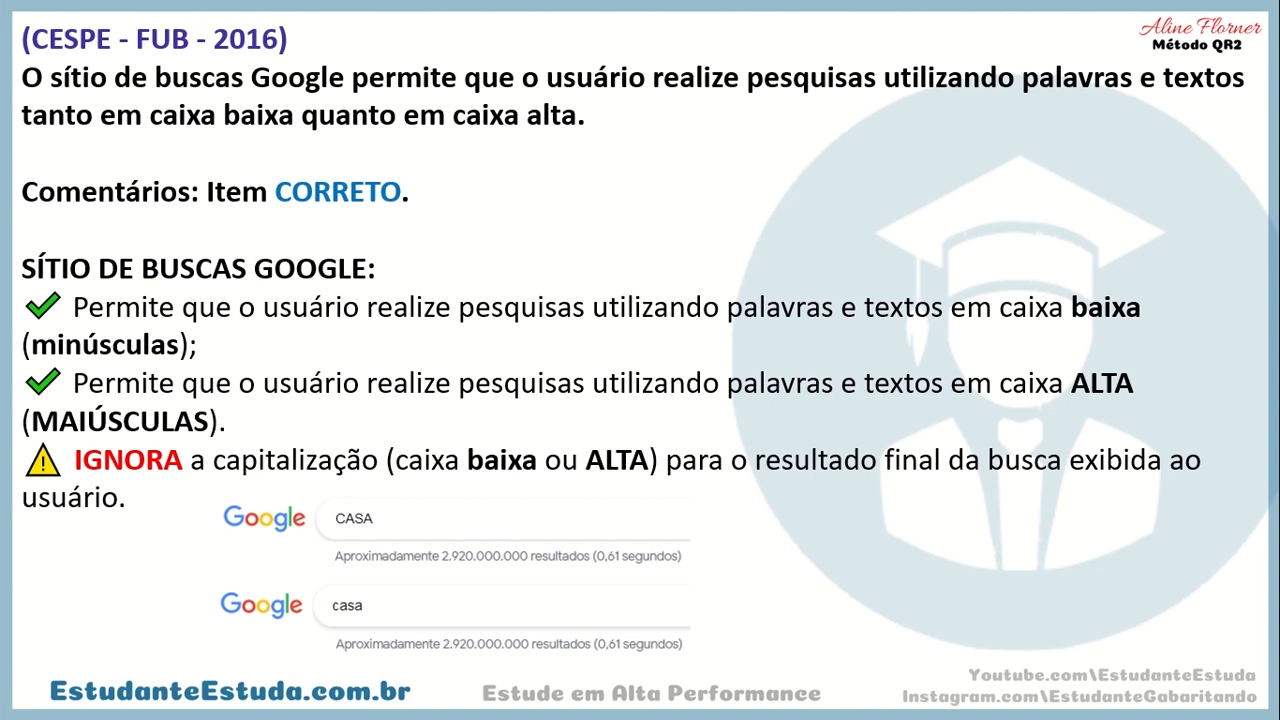 (CESPE - FUB - 2016)
Aline Florner
Método QR2
O sítio de buscas Google permite que o usuário realize pesquisas utilizando palavras e textos
tanto em caixa baixa quanto em caixa alta.
Comentários: Item CORRETO.
SÍTIO DE BUSCAS GOOGLE:
Permite que o usuário realize pesquisas utilizando palavras e textos em caixa baixa
(minúsculas);
Permite que o usuário realize pesquisas utilizando palavras e textos em caixa ALTA
(MAIÚSCULAS).
IGNORA a capitalização (caixa baixa ou ALTA) para o resultado final da busca exibida ao
usuário.
Google CASA
Aproximadamente 2.920.000.000 resultados (0,61 segundos)
Google casa
Aproximadamente 2.920.000.000 resultados (0,61 segundos)
EstudanteEstuda.com.br
Estude em Alta Performance
Youtube.com\EstudanteEstuda
Instagram.com\EstudanteGabaritando